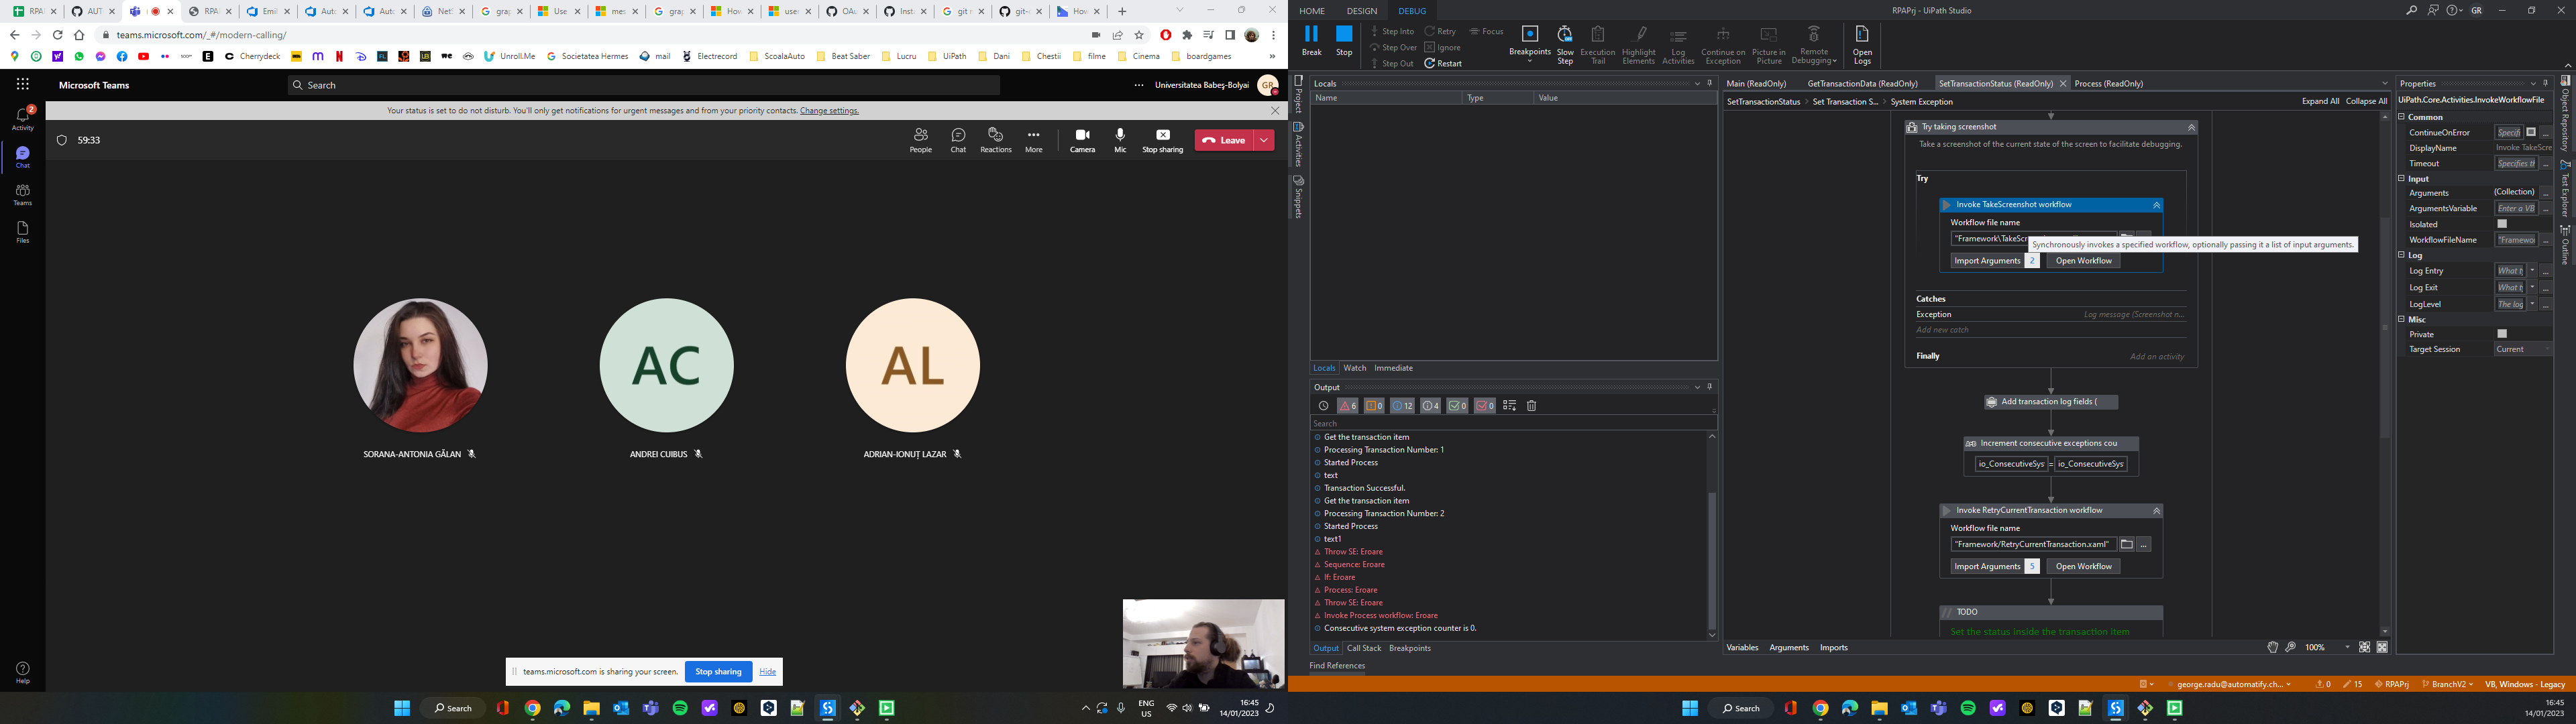 RPAI
AUT
RPAI
Emil
Auto
Auto
NetS
grap
Use
mes
grap
How
user
OAu
Insta
git r
git-c
How
teams.microsoft.com/_#/modern-calling/
Cherrydeck
Unroll.Me
Societatea Hermes
mail
Electrecord
ScoalaAuto
Beat Saber
Lucru
UiPath
Dani
Chestii
filme
Cinema
boardgames
Microsoft Teams
Search
Universitatea Babeș-Bolyai
GR
Your status is set to do not disturb. You'll only get notifications for urgent messages and from your priority contacts. Change settings.
2
Activity
Chat
Teams
Files
Help
59:33
People
Chat
Reactions
More
Camera
Mic
Stop sharing
Leave
AC
AL
SORANA-ANTONIA GĂLAN
ANDREI CUIBUS
ADRIAN-IONUȚ LAZAR
teams.microsoft.com is sharing your screen.
Stop sharing
Hide
Search
ENG
US
16:45
14/01/2023
HOME
DESIGN
DEBUG
RPAPrj - UiPath Studio
GR
Break
Stop
Step Into
Step Over
Step Out
Retry
Ignore
Restart
Focus
Breakpoints
Slow Step
Execution Trail
Highlight Elements
Log Activities
Continue on Exception
Picture in Picture
Remote Debugging
Open Logs
Project
Activities
Snippets
Locals
Name
Type
Value
Locals
Watch
Immediate
Output
6
0
12
4
0
0
Search
Get the transaction item
Processing Transaction Number: 1
Started Process
text
Transaction Successful.
Get the transaction item
Processing Transaction Number: 2
Started Process
text1
Throw SE: Eroare
Sequence: Eroare
If: Eroare
Process: Eroare
Throw SE: Eroare
Invoke Process workflow: Eroare
Consecutive system exception counter is 0.
Output
Call Stack
Breakpoints
Find References
Main (ReadOnly)
GetTransactionData (ReadOnly)
SetTransactionStatus (ReadOnly)
Process (ReadOnly)
SetTransactionStatus > Set Transaction S... > System Exception
Expand All
Collapse All
Try taking screenshot
Take a screenshot of the current state of the screen to facilitate debugging.
Try
Invoke TakeScreenshot workflow
Workflow file name
"Framework\TakeScre
Synchronously invokes a specified workflow, optionally passing it a list of input arguments.
Import Arguments 2
Open Workflow
Catches
Exception
Log message (Screenshot n...
Add new catch
Finally
Add an activity
Add transaction log fields (
Increment consecutive exceptions cou
io_ConsecutiveSys = io_ConsecutiveSys
Invoke RetryCurrentTransaction workflow
Workflow file name
"Framework/RetryCurrentTransaction.xaml"
Import Arguments 5
Open Workflow
// TODO
Set the status inside the transaction item
Variables
Arguments
Imports
100%
Properties
UiPath.Core.Activities.InvokeWorkflowFile
Common
ContinueOnError
Specifi
DisplayName
Invoke TakeScre
Timeout
Specifies th
Input
Arguments
(Collection)
ArgumentsVariable
Enter a VB
Isolated
WorkflowFileName
"Framewo
Log
Log Entry
What t
Log Exit
What t
LogLevel
The log
Misc
Private
Target Session
Current
Object Repository
Test Explorer
Outline
george.radu@automatify.ch...
0
15
RPAPrj
BranchV2
VB, Windows - Legacy
Search
16:45
14/01/2023